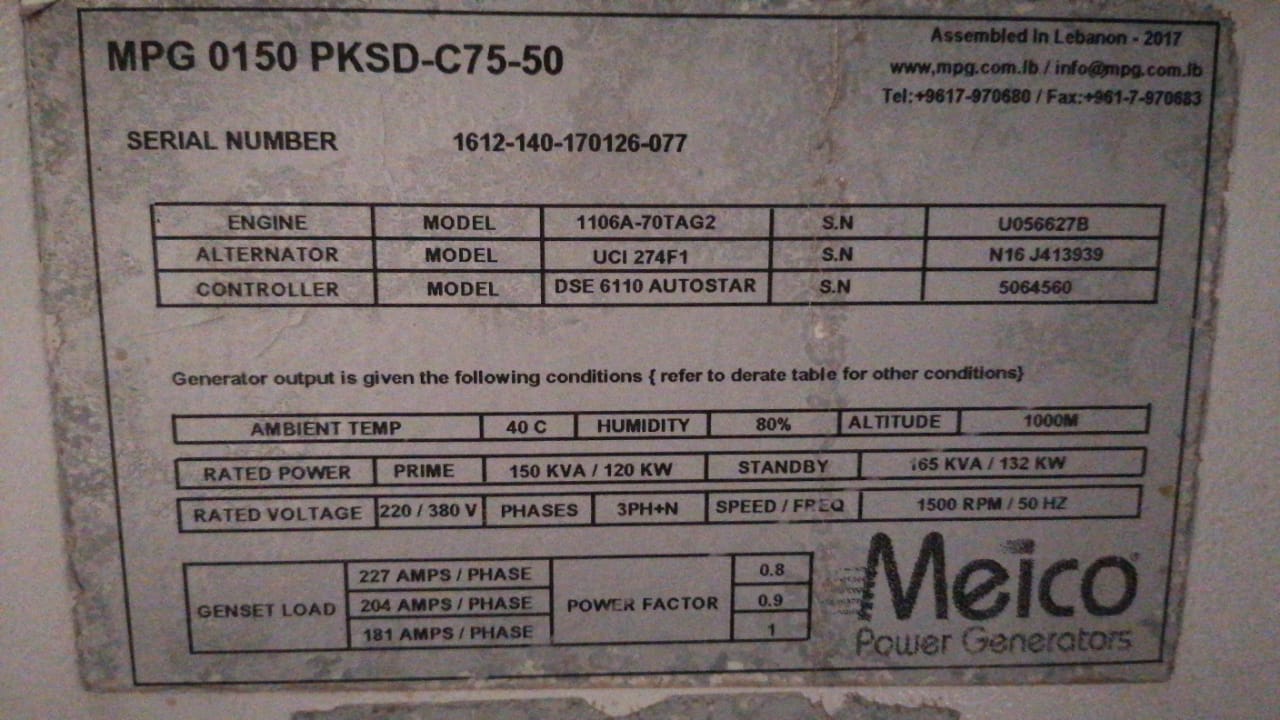 MPG 0150 PKSD-C75-50
Assembled In Lebanon - 2017
www,mpg.com.lb / info@mpg.com.lb
Tel:+9617-970680 / Fax:+961-7-970683
SERIAL NUMBER 1612-140-170126-077
ENGINE MODEL 1106A-70TAG2 S.N U056627B
ALTERNATOR MODEL UCI 274F1 S.N N16 J413939
CONTROLLER MODEL DSE 6110 AUTOSTAR S.N 5064560
Generator output is given the following conditions { refer to derate table for other conditions}
AMBIENT TEMP 40 C HUMIDITY 80% ALTITUDE 1000M
RATED POWER PRIME 150 KVA / 120 KW STANDBY 165 KVA / 132 KW
RATED VOLTAGE 220 / 380 V PHASES 3PH+N SPEED / FREQ 1500 RPM / 50 HZ
GENSET LOAD 227 AMPS / PHASE POWER FACTOR 0.8
204 AMPS / PHASE 0.9
181 AMPS / PHASE 1
Meico
Power Generators